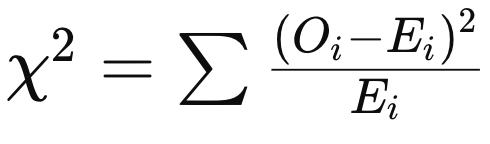 χ² = ∑ (Oᵢ−Eᵢ)² / Eᵢ